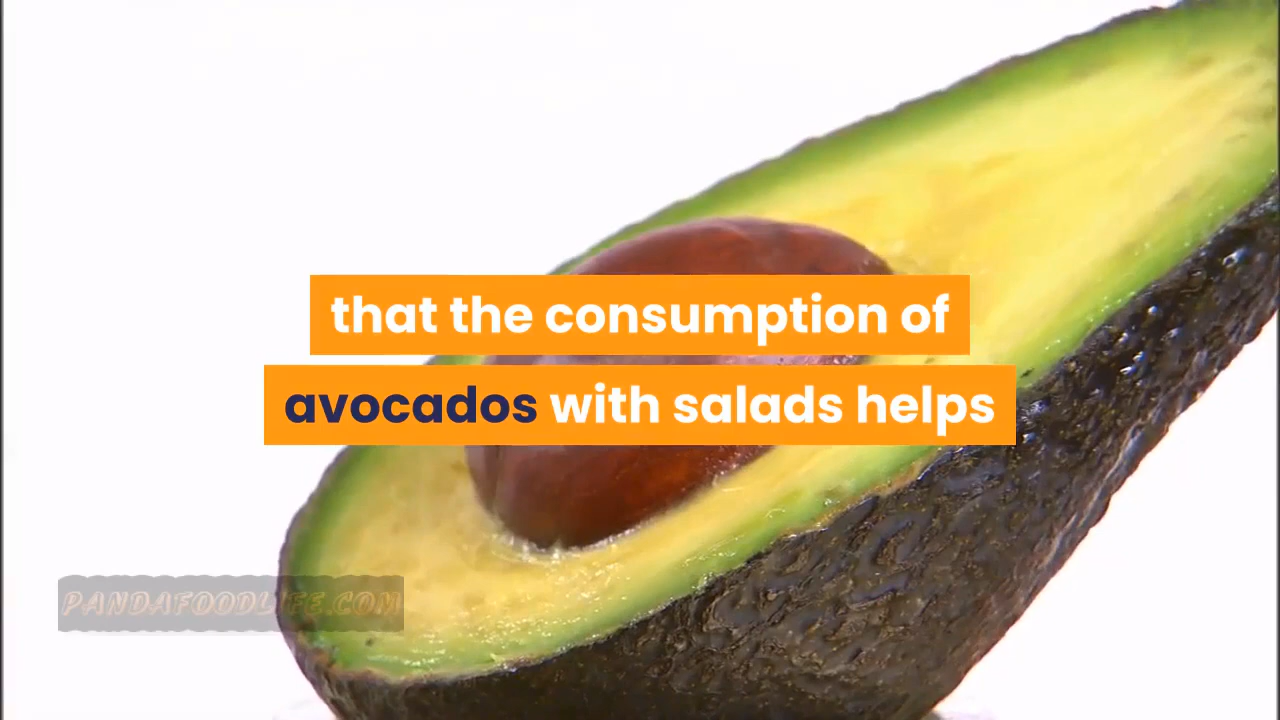 that the consumption of
avocados with salads helps
PANDAFOODLIFE.COM